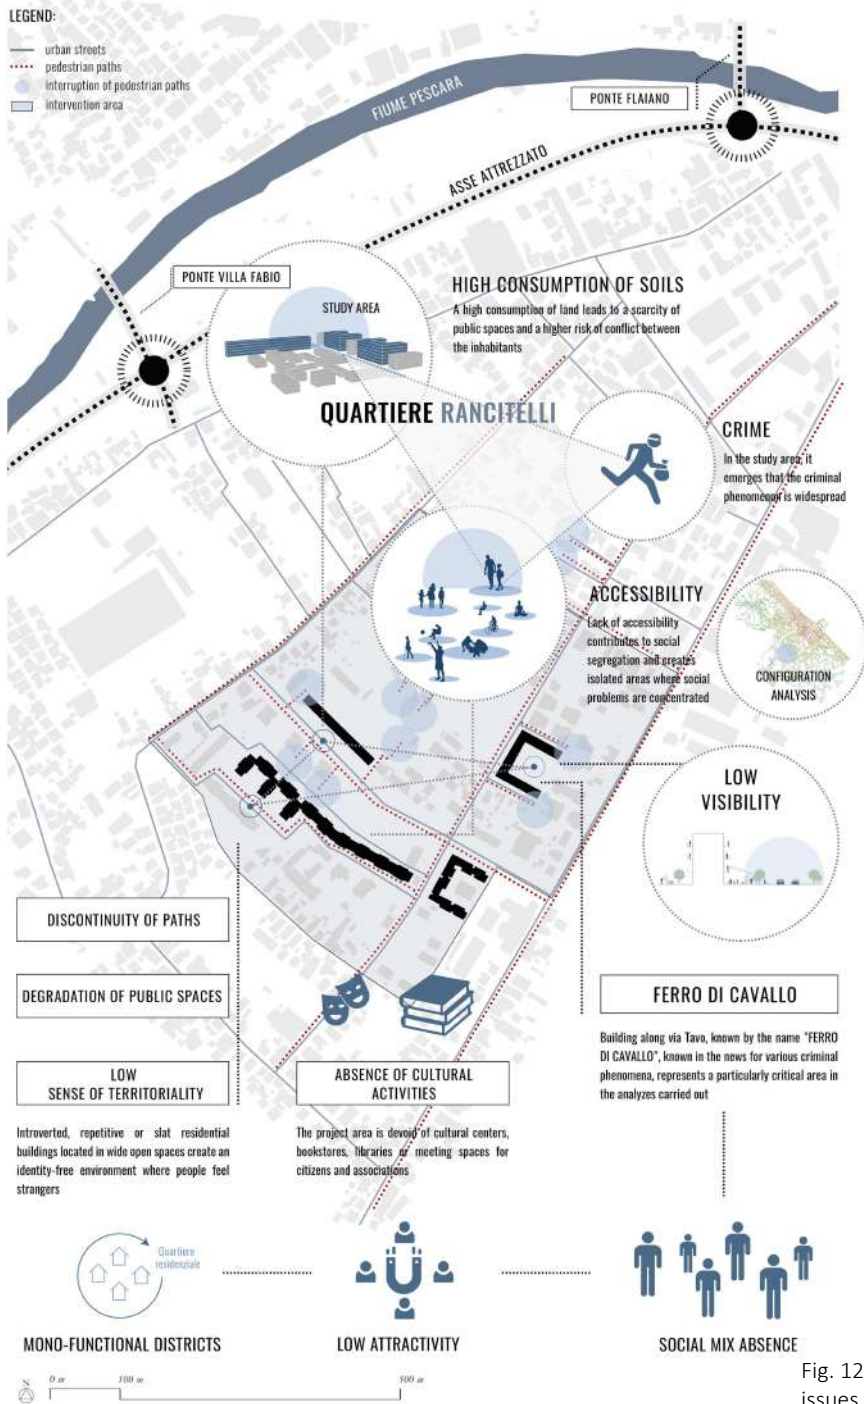 LEGEND:
urban streets
pedestrian paths
interruption of pedestrian paths
intervention area
FIUME PESCARA
PONTE FLAIANO
ASSE ATTREZZATO
PONTE VILLA FABIO
STUDY AREA
HIGH CONSUMPTION OF SOILS
A high consumption of land leads to a scarcity of
public spaces and a higher risk of conflict between
the inhabitants
QUARTIERE RANCITELLI
CRIME
In the study area, it
emerges that the criminal
phenomenon is widespread
ACCESSIBILITY
Lack of accessibility
contributes to social
segregation and creates
isolated areas where social
problems are concentrated
CONFIGURATION
ANALYSIS
LOW
VISIBILITY
DISCONTINUITY OF PATHS
DEGRADATION OF PUBLIC SPACES
LOW
SENSE OF TERRITORIALITY
Introverted, repetitive or slat residential
buildings located in wide open spaces create an
identity-free environment where people feel
strangers
ABSENCE OF CULTURAL
ACTIVITIES
The project area is devoid of cultural centers,
bookstores, libraries or meeting spaces for
citizens and associations
FERRO DI CAVALLO
Building along via Tavo, known by the name "FERRO
DI CAVALLO", known in the news for various criminal
phenomena, represents a particularly critical area in
the analyzes carried out
Quartiere
residenziale
MONO-FUNCTIONAL DISTRICTS
LOW ATTRACTIVITY
SOCIAL MIX ABSENCE
0 m 100 m 500 m
Fig. 12
issues